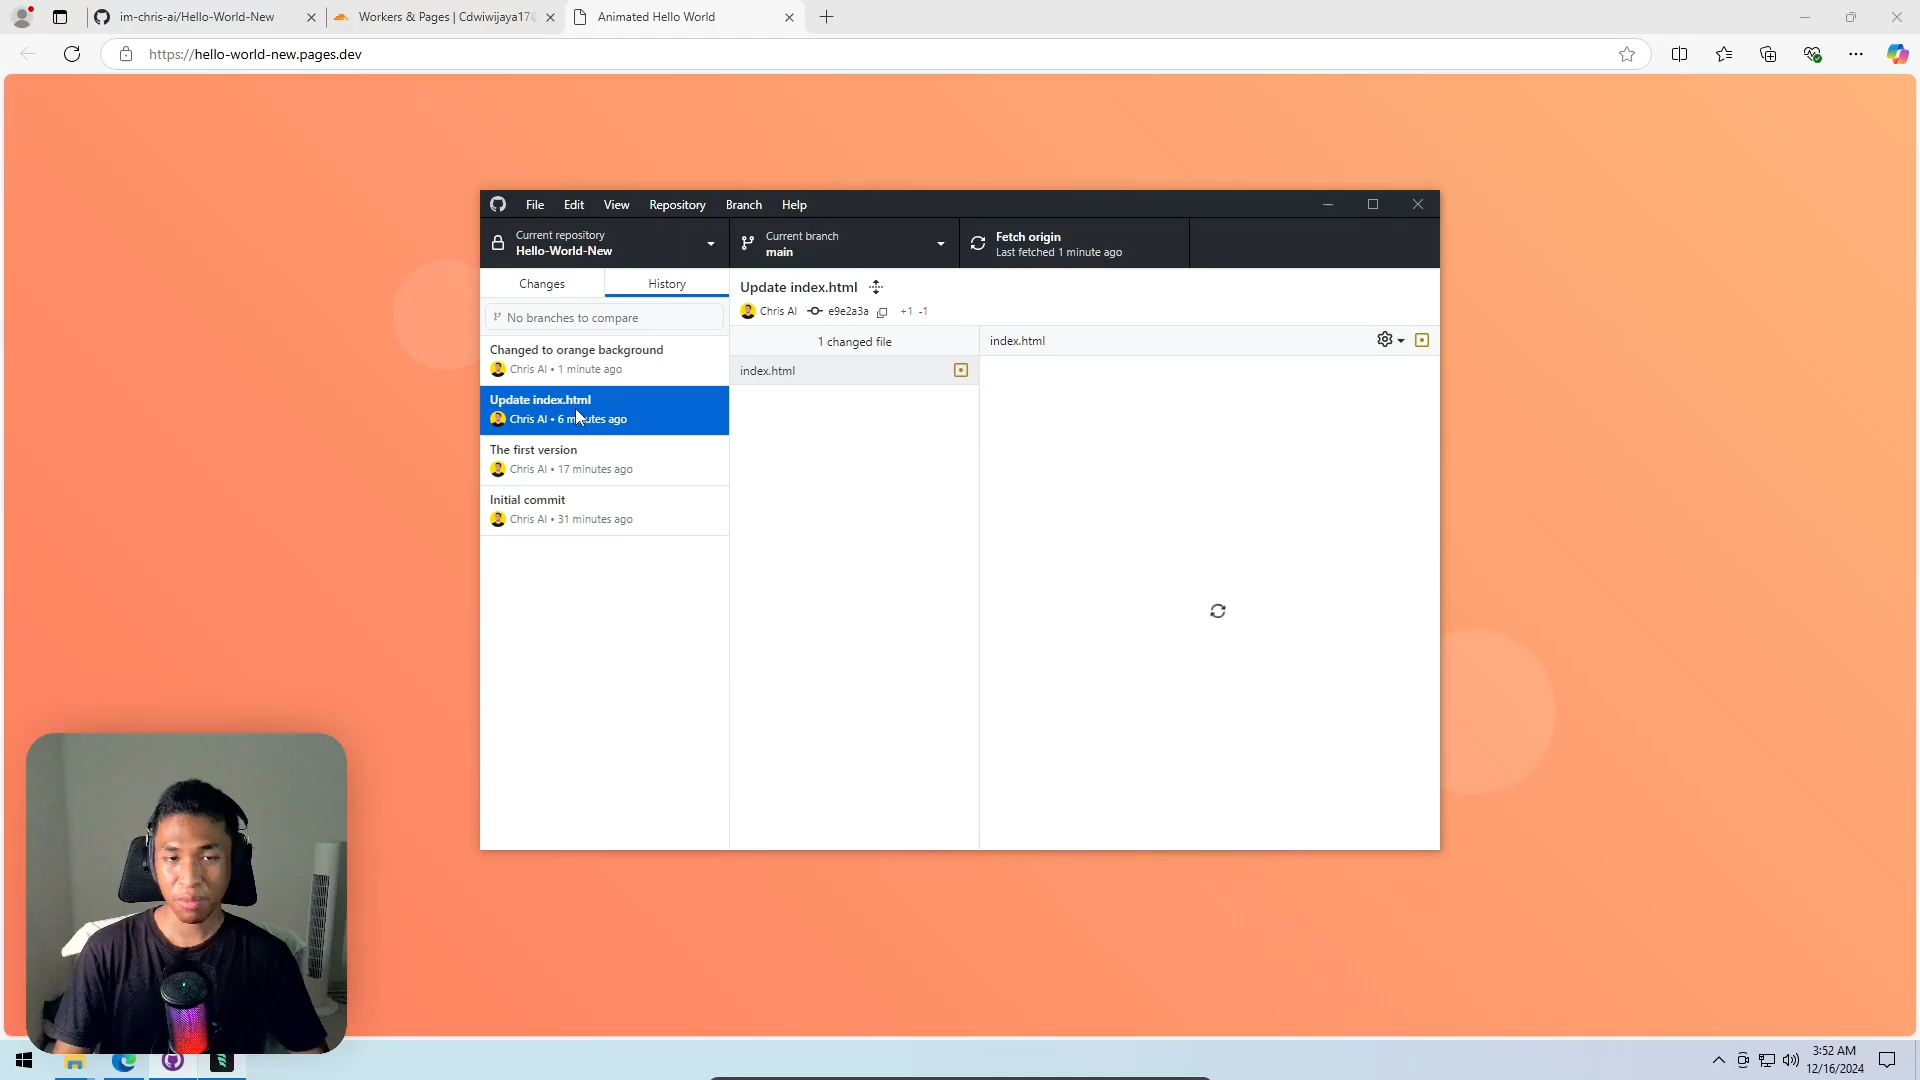 im-chris-ai/Hello-World-New
Workers & Pages | Cdwiwijaya17
Animated Hello World
https://hello-world-new.pages.dev
File Edit View Repository Branch Help
Current repository
Hello-World-New
Current branch
main
Fetch origin
Last fetched 1 minute ago
Changes
History
No branches to compare
Changed to orange background
Chris AI • 1 minute ago
Update index.html
Chris AI • 6 minutes ago
The first version
Chris AI • 17 minutes ago
Initial commit
Chris AI • 31 minutes ago
Update index.html
Chris AI e9e2a3a +1 -1
1 changed file
index.html
index.html
3:52 AM
12/16/2024